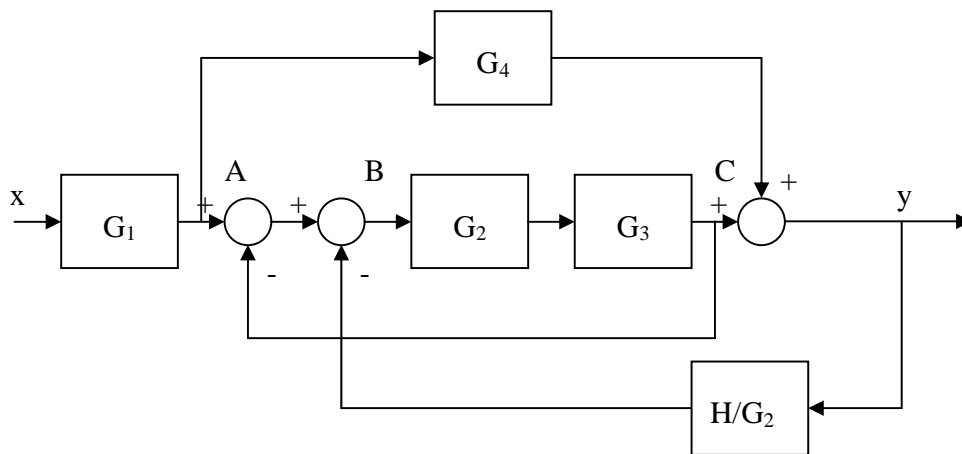 G₄
A
B
C
+
x
+
+
+
y
G₁
G₂
G₃
-
-
H/G₂